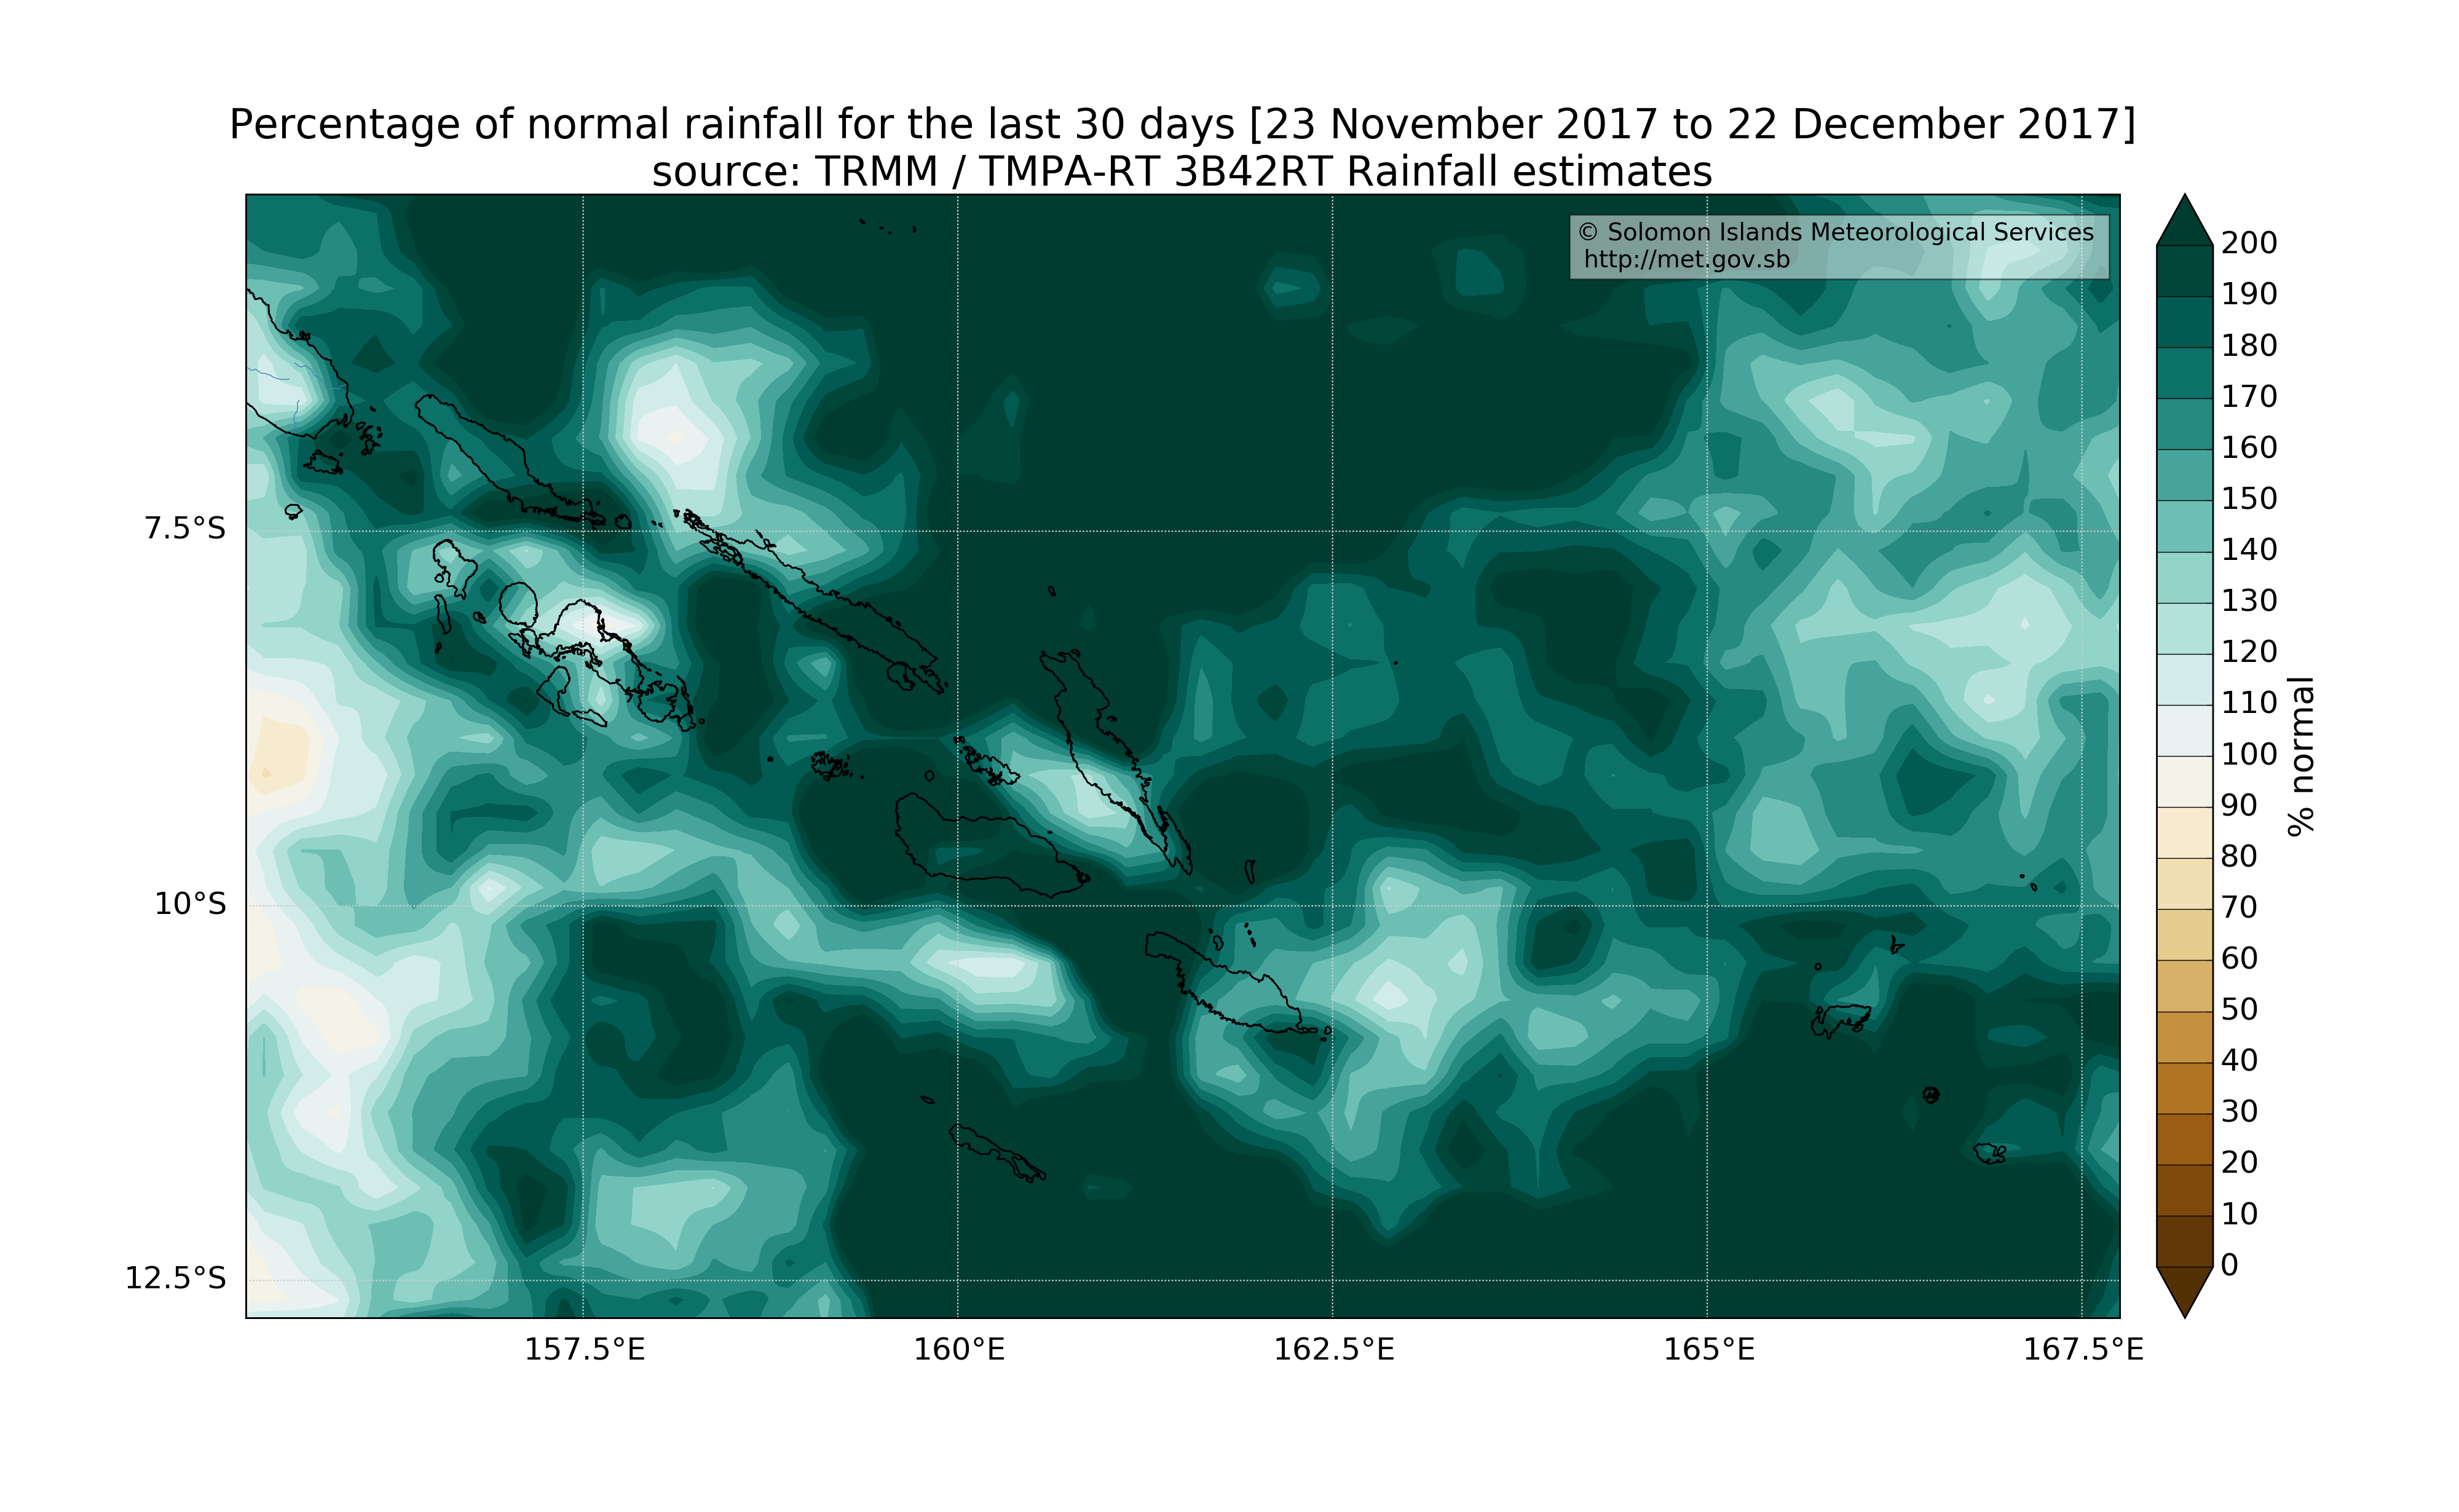 Percentage of normal rainfall for the last 30 days [23 November 2017 to 22 December 2017]
source: TRMM / TMPA-RT 3B42RT Rainfall estimates
© Solomon Islands Meteorological Services
http://met.gov.sb
7.5°S
10°S
12.5°S
157.5°E
160°E
162.5°E
165°E
167.5°E
200
190
180
170
160
150
140
130
120
110
100
90
80
70
60
50
40
30
20
10
0
% normal